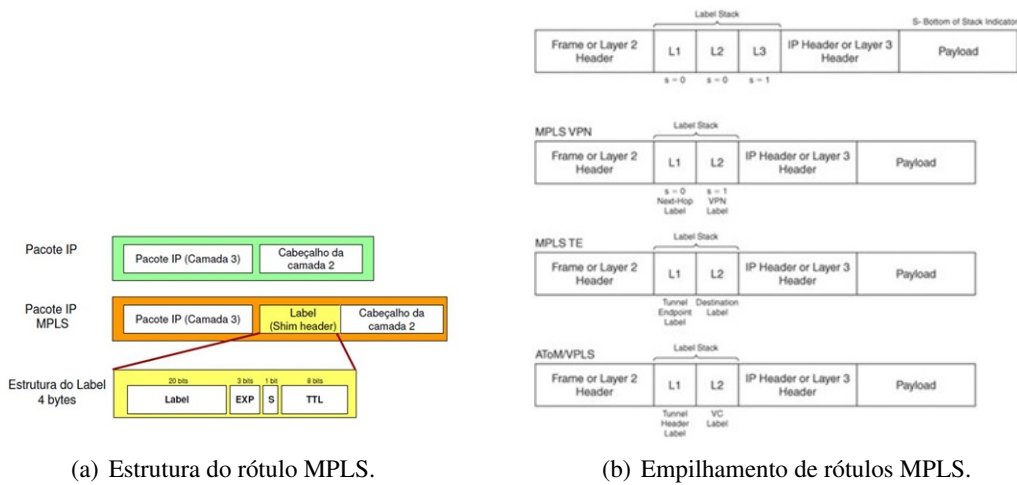 Pacote IP
Pacote IP (Camada 3)
Cabeçalho da
camada 2
Pacote IP
MPLS
Pacote IP (Camada 3)
Label
(Shim header)
Cabeçalho da
camada 2
Estrutura do Label
4 bytes
20 bits
3 bits
1 bit
8 bits
Label
EXP
S
TTL
(a) Estrutura do rótulo MPLS.
Label Stack
S- Bottom of Stack Indicator
Frame or Layer 2
Header
L1
L2
L3
IP Header or Layer 3
Header
Payload
s = 0
s = 0
s = 1
MPLS VPN
Label Stack
Frame or Layer 2
Header
L1
L2
IP Header or Layer 3
Header
Payload
s = 0
Next-Hop
Label
s = 1
VPN
Label
MPLS TE
Label Stack
Frame or Layer 2
Header
L1
L2
IP Header or Layer 3
Header
Payload
Tunnel
Endpoint
Label
Destination
Label
AToM/VPLS
Label Stack
Frame or Layer 2
Header
L1
L2
IP Header or Layer 3
Header
Payload
Tunnel
Header
Label
VC
Label
(b) Empilhamento de rótulos MPLS.